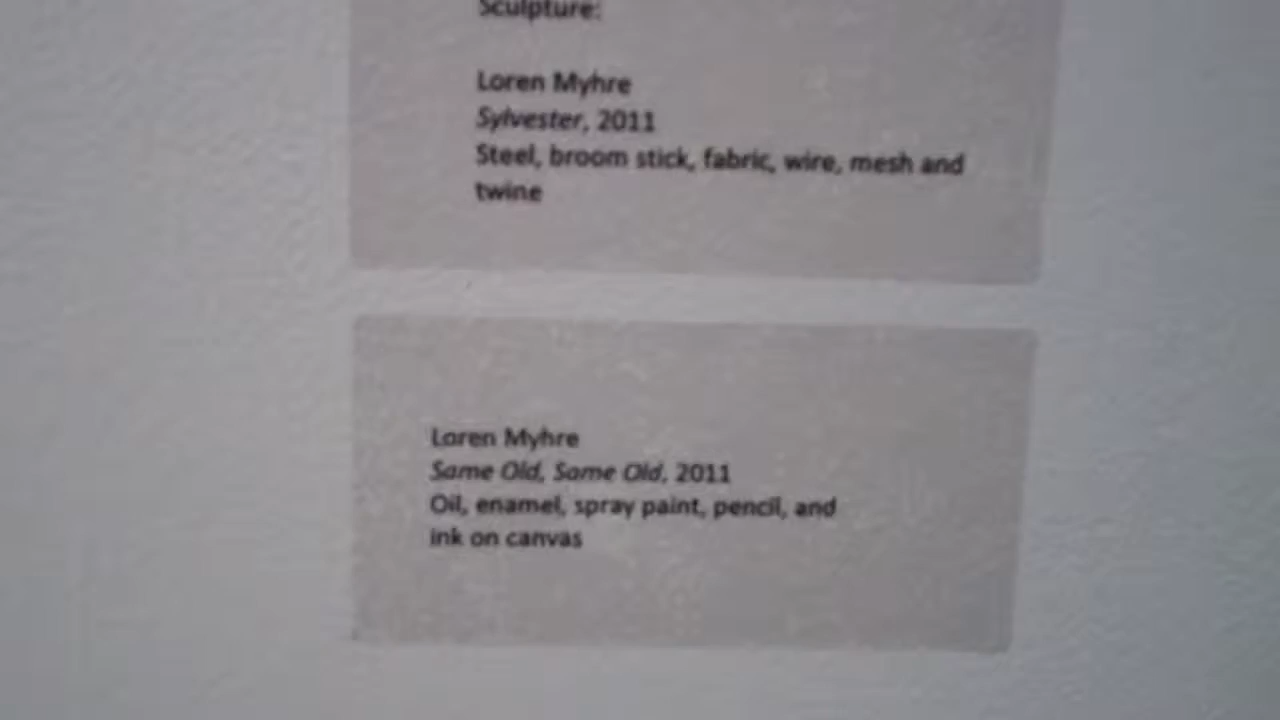 Sculpture:
Loren Myhre
Sylvester, 2011
Steel, broom stick, fabric, wire, mesh and
twine
Loren Myhre
Same Old, Same Old, 2011
Oil, enamel, spray paint, pencil, and
ink on canvas